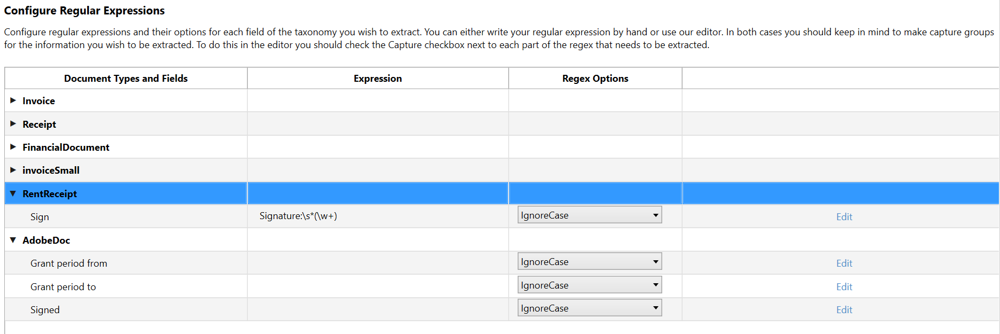 Configure Regular Expressions
Configure regular expressions and their options for each field of the taxonomy you wish to extract. You can either write your regular expression by hand or use our editor. In both cases you should keep in mind to make capture groups
for the information you wish to be extracted. To do this in the editor you should check the Capture checkbox next to each part of the regex that needs to be extracted.
Document Types and Fields Expression Regex Options
Invoice
Receipt
FinancialDocument
invoiceSmall
RentReceipt
Sign Signature:\s*(\w+) IgnoreCase Edit
AdobeDoc
Grant period from IgnoreCase Edit
Grant period to IgnoreCase Edit
Signed IgnoreCase Edit